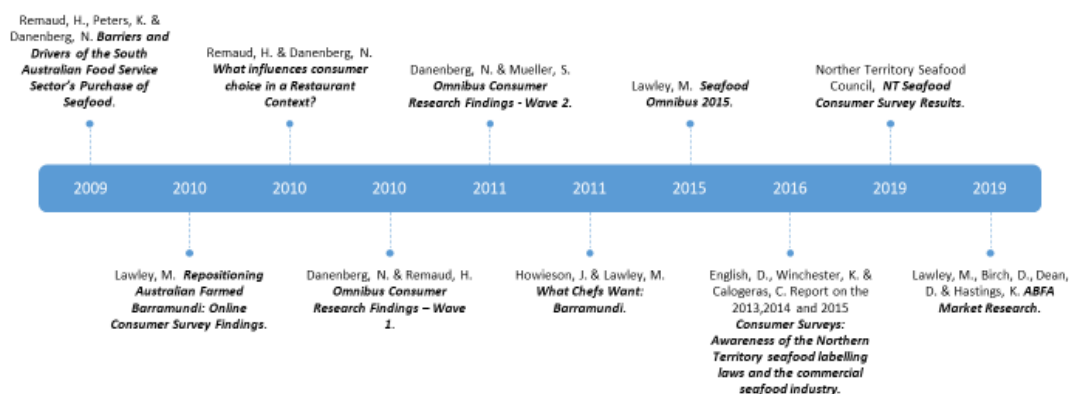 Remaud, H., Peters, K. &
Danenberg, N. Barriers and
Drivers of the South
Australian Food Service
Sector's Purchase of
Seafood.
Remaud, H. & Danenberg, N.
What influences consumer
choice in a Restaurant
Context?
Danenberg, N. & Mueller, S.
Omnibus Consumer
Research Findings - Wave 2.
Lawley, M. Seafood
Omnibus 2015.
Norther Territory Seafood
Council, NT Seafood
Consumer Survey Results.
2009 2010 2010 2010 2011 2011 2015 2016 2019 2019
Lawley, M. Repositioning
Australian Farmed
Barramundi: Online
Consumer Survey Findings.
Danenberg, N. & Remaud, H.
Omnibus Consumer
Research Findings – Wave
1.
Howieson, J. & Lawley, M.
What Chefs Want:
Barramundi.
English, D., Winchester, K. &
Calogeras, C. Report on the
2013,2014 and 2015
Consumer Surveys:
Awareness of the Northern
Territory seafood labelling
laws and the commercial
seafood industry.
Lawley, M., Birch, D., Dean,
D. & Hastings, K. ABFA
Market Research.